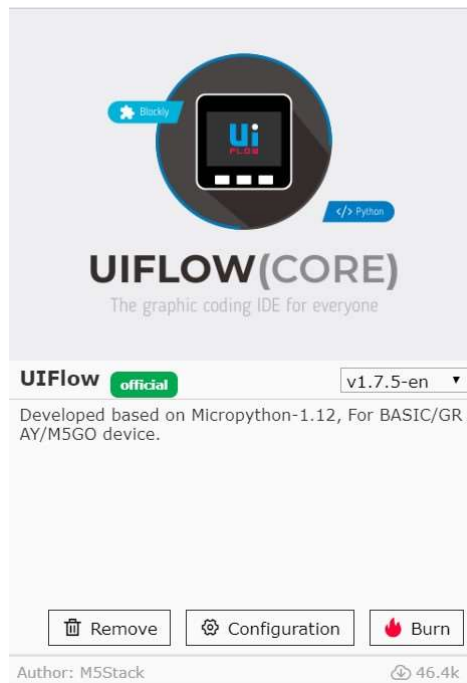 Blockly
Ui
FLOW
</> Python
UIFLOW(CORE)
The graphic coding IDE for everyone
UIFlow official v1.7.5-en
Developed based on Micropython-1.12, For BASIC/GR
AY/M5GO device.
Remove Configuration Burn
Author: M5Stack 46.4k